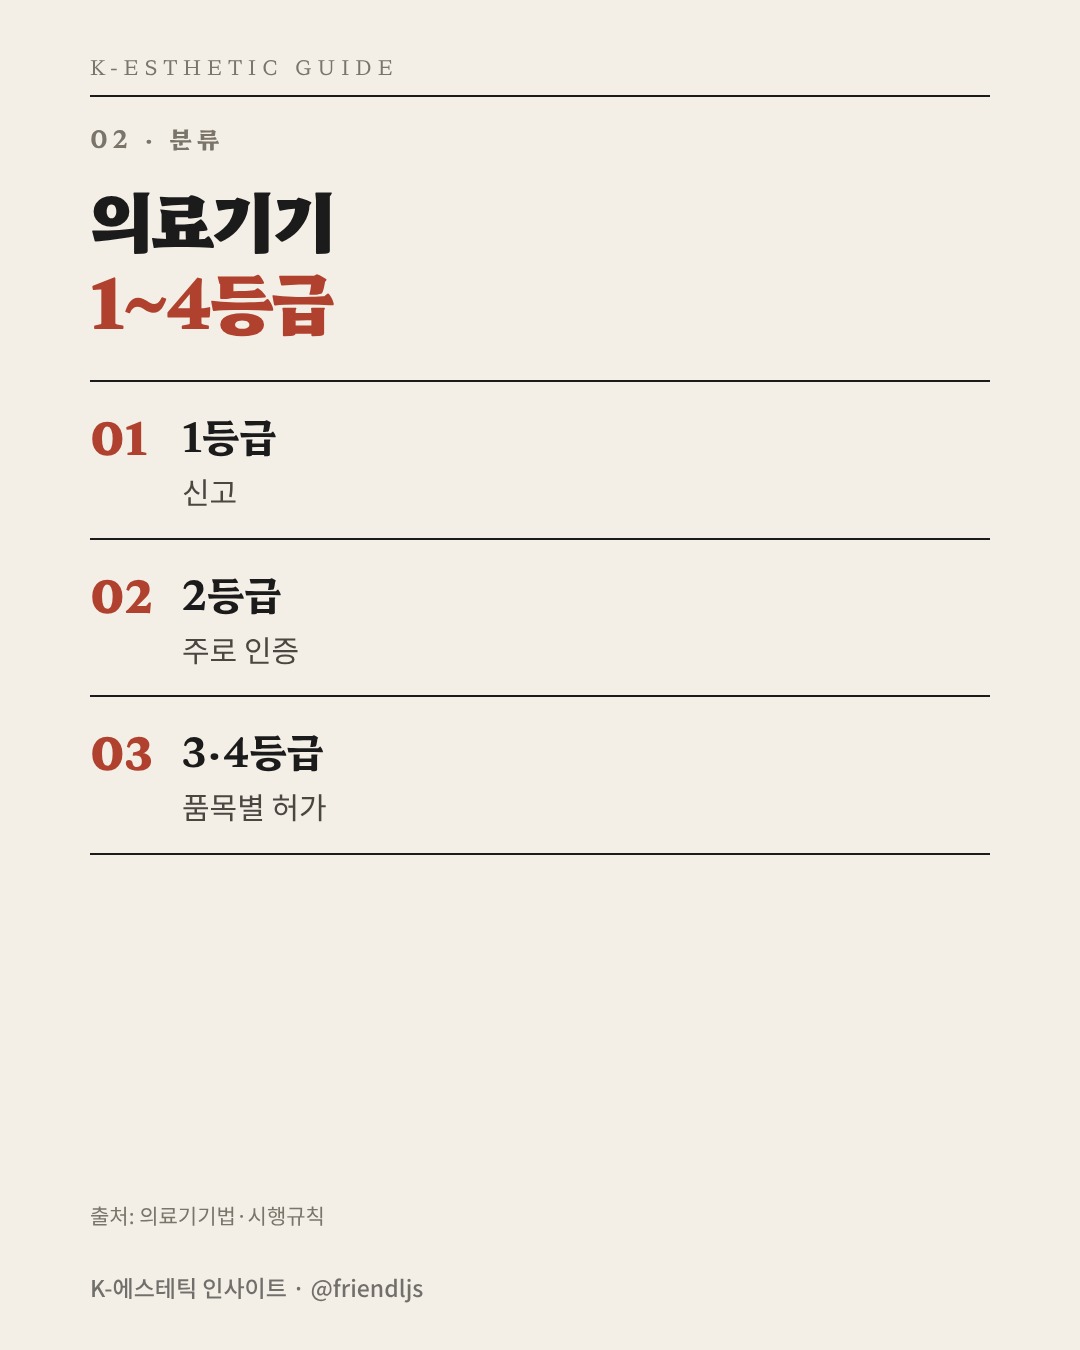 K-ESTHETIC GUIDE
02 · 분류
의료기기
1~4등급
01 1등급
신고
02 2등급
주로 인증
03 3·4등급
품목별 허가
출처: 의료기기법·시행규칙
K-에스테틱 인사이트 · @friendljs